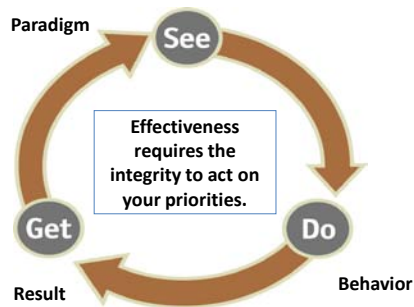 Paradigm
See
Effectiveness
requires the
integrity to act on
your priorities.
Get
Do
Result
Behavior